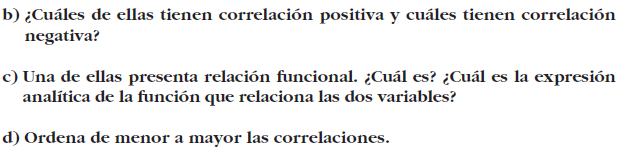 b) ¿Cuáles de ellas tienen correlación positiva y cuáles tienen correlación
negativa?
c) Una de ellas presenta relación funcional. ¿Cuál es? ¿Cuál es la expresión
analítica de la función que relaciona las dos variables?
d) Ordena de menor a mayor las correlaciones.